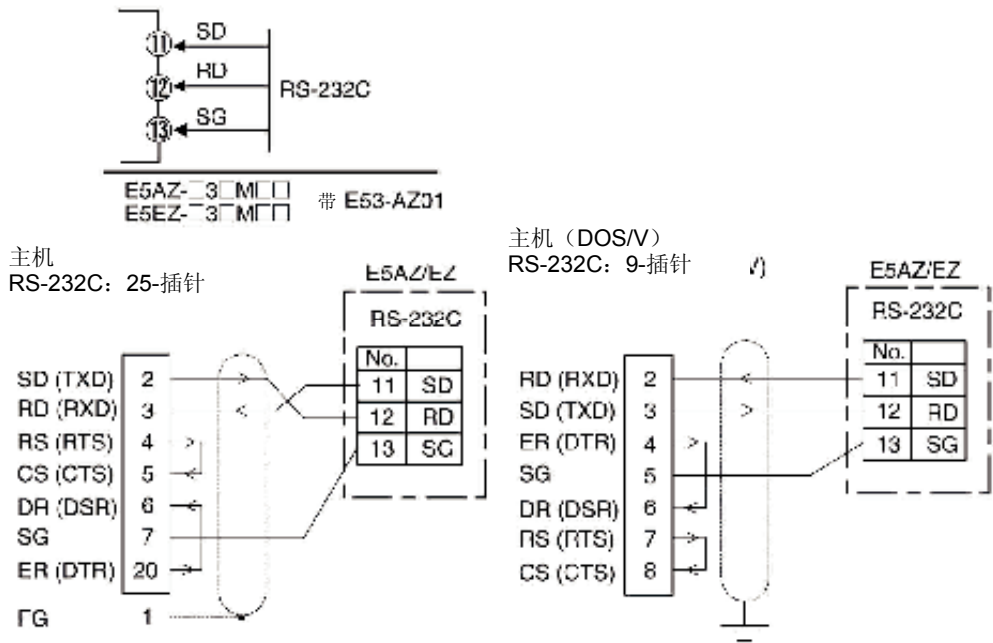 11 SD
12 RD
13 SG
RS-232C
E5AZ-□3□M□□
E5EZ-□3□M□□
带 E53-AZ01
主机
RS-232C：25-插针
E5AZ/EZ
RS-232C
No.
11 SD
12 RD
13 SG
SD (TXD) 2
RD (RXD) 3
RS (RTS) 4
CS (CTS) 5
DR (DSR) 6
SG 7
ER (DTR) 20
FG 1
主机（DOS/V）
RS-232C：9-插针
E5AZ/EZ
RS-232C
No.
11 SD
12 RD
13 SG
RD (RXD) 2
SD (TXD) 3
ER (DTR) 4
SG 5
DR (DSR) 6
RS (RTS) 7
CS (CTS) 8